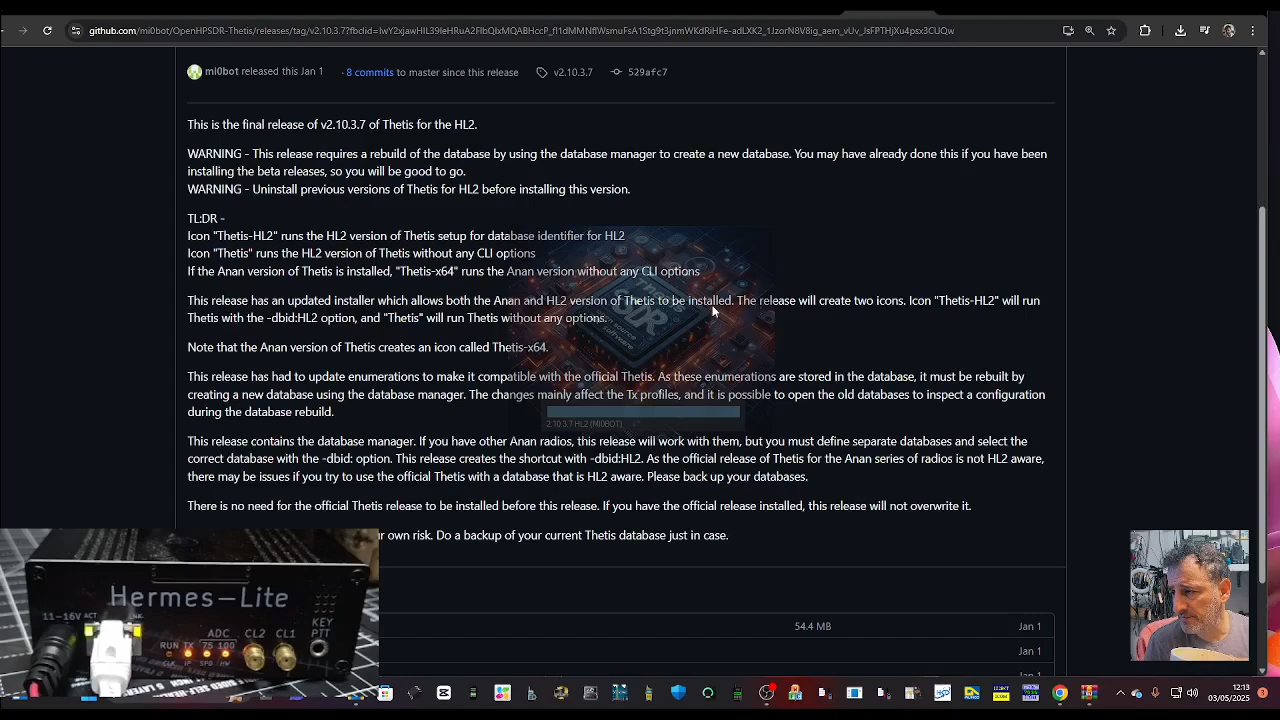 github.com/mi0bot/OpenHPSDR-Thetis/releases/tag/v2.10.3.7?fbclid=
mi0bot released this Jan 1 · 8 commits to master since this release v2.10.3.7 529afc7
This is the final release of v2.10.3.7 of Thetis for the HL2.
WARNING - This release requires a rebuild of the database by using the database manager to create a new database. You may have already done this if you have been
installing the beta releases, so you will be good to go.
WARNING - Uninstall previous versions of Thetis for HL2 before installing this version.
TL:DR -
Icon "Thetis-HL2" runs the HL2 version of Thetis setup for database identifier for HL2
Icon "Thetis" runs the HL2 version of Thetis without any CLI options
If the Anan version of Thetis is installed, "Thetis-x64" runs the Anan version without any CLI options
This release has an updated installer which allows both the Anan and HL2 version of Thetis to be installed. The release will create two icons. Icon "Thetis-HL2" will run
Thetis with the -dbid:HL2 option, and "Thetis" will run Thetis without any options.
Note that the Anan version of Thetis creates an icon called Thetis-x64.
This release has had to update enumerations to make it compatible with the official Thetis. As these enumerations are stored in the database, it must be rebuilt by
creating a new database using the database manager. The changes mainly affect the Tx profiles, and it is possible to open the old databases to inspect a configuration
during the database rebuild.
2.10.3.7 HL2 (MI0BOT)
This release contains the database manager. If you have other Anan radios, this release will work with them, but you must define separate databases and select the
correct database with the -dbid: option. This release creates the shortcut with -dbid:HL2. As the official release of Thetis for the Anan series of radios is not HL2 aware,
there may be issues if you try to use the official Thetis with a database that is HL2 aware. Please back up your databases.
There is no need for the official Thetis release to be installed before this release. If you have the official release installed, this release will not overwrite it.
ur own risk. Do a backup of your current Thetis database just in case.
Hermes-Lite
11-16V ACT
ADC CL2 CL1 KEY
PTT
RUN TX 75 100
CLK IP SPD HW
54.4 MB Jan 1
Jan 1
Jan 1
12:13
03/05/2025